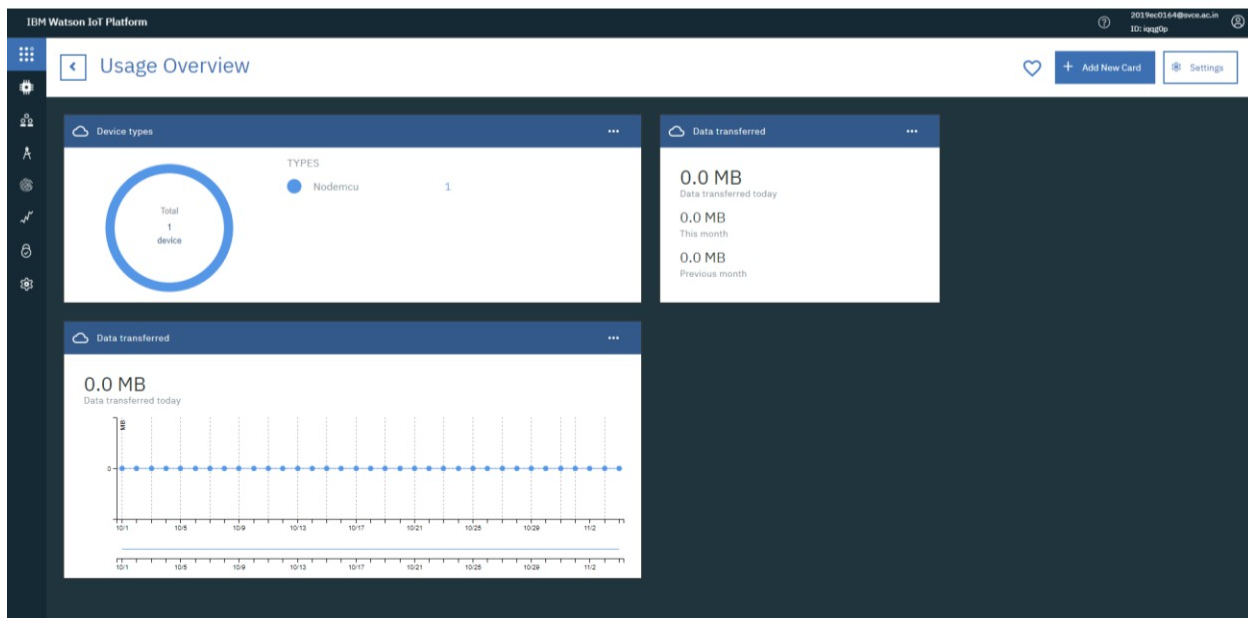 IBM Watson IoT Platform
2019ec0164@svce.ac.in
ID: iqqg0p
Usage Overview
+ Add New Card
Settings
Device types
TYPES
Nodemcu 1
Total
1
device
Data transferred
0.0 MB
Data transferred today
0.0 MB
This month
0.0 MB
Previous month
Data transferred
0.0 MB
Data transferred today
MB
0
10/1 10/5 10/9 10/13 10/17 10/21 10/25 10/29 11/2
10/1 10/5 10/9 10/13 10/17 10/21 10/25 10/29 11/2